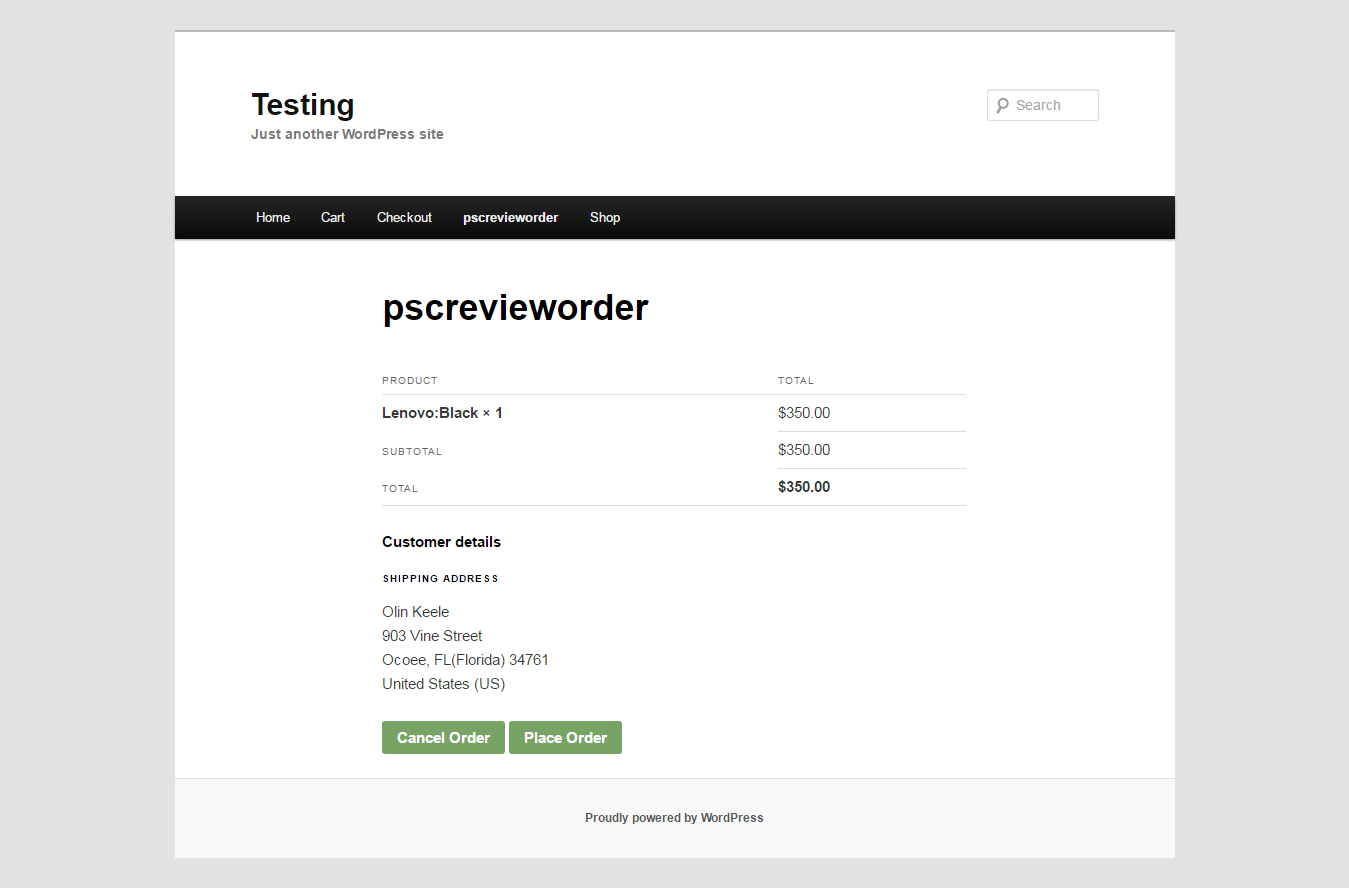 Testing
Just another WordPress site
Search
Home Cart Checkout pscrevieworder Shop
pscrevieworder
PRODUCT TOTAL
Lenovo:Black × 1 $350.00
SUBTOTAL $350.00
TOTAL $350.00
Customer details
SHIPPING ADDRESS
Olin Keele
903 Vine Street
Ocoee, FL(Florida) 34761
United States (US)
Cancel Order Place Order
Proudly powered by WordPress